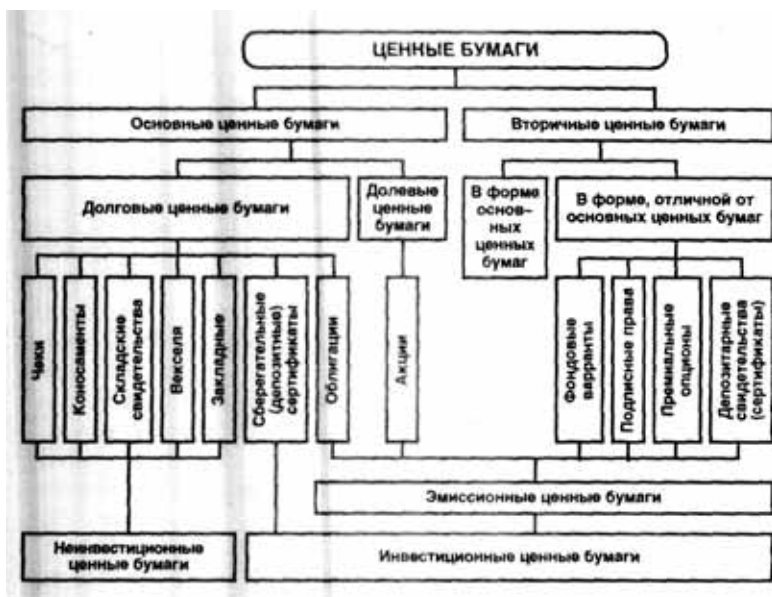 ЦЕННЫЕ БУМАГИ
Основные ценные бумаги
Вторичные ценные бумаги
Долговые ценные бумаги
Долевые
ценные
бумаги
В форме
основ-
ных
ценных
бумаг
В форме, отличной от
основных ценных бумаг
Чеки
Коносаменты
Складские
свидетельства
Векселя
Закладные
Сберегательные
(депозитные)
сертификаты
Облигации
Акции
Фондовые
варранты
Подписные права
Премиальные
опционы
Депозитарные
свидетельства
(сертификаты)
Эмиссионные ценные бумаги
Неинвестиционные
ценные бумаги
Инвестиционные ценные бумаги